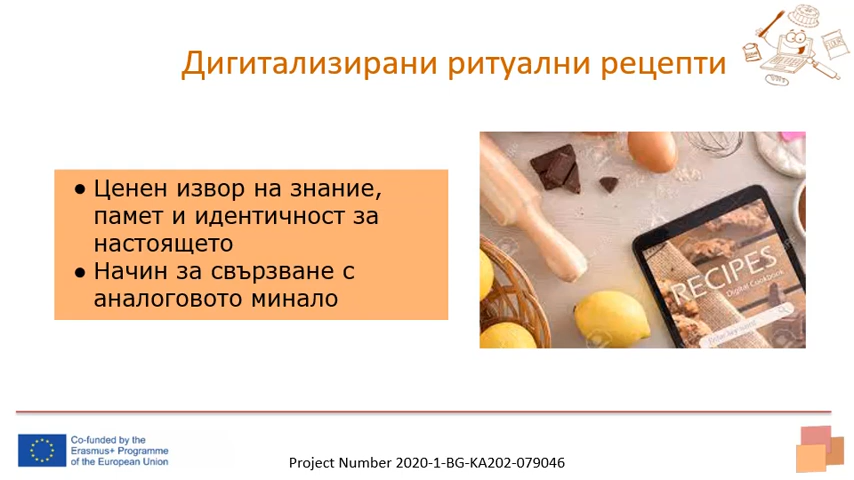 Дигитализирани ритуални рецепти
● Ценен извор на знание,
памет и идентичност за
настоящето
● Начин за свързване с
аналоговото минало
RECIPES
Digital Cookbook
Co-funded by the
Erasmus+ Programme
of the European Union
Project Number 2020-1-BG-KA202-079046